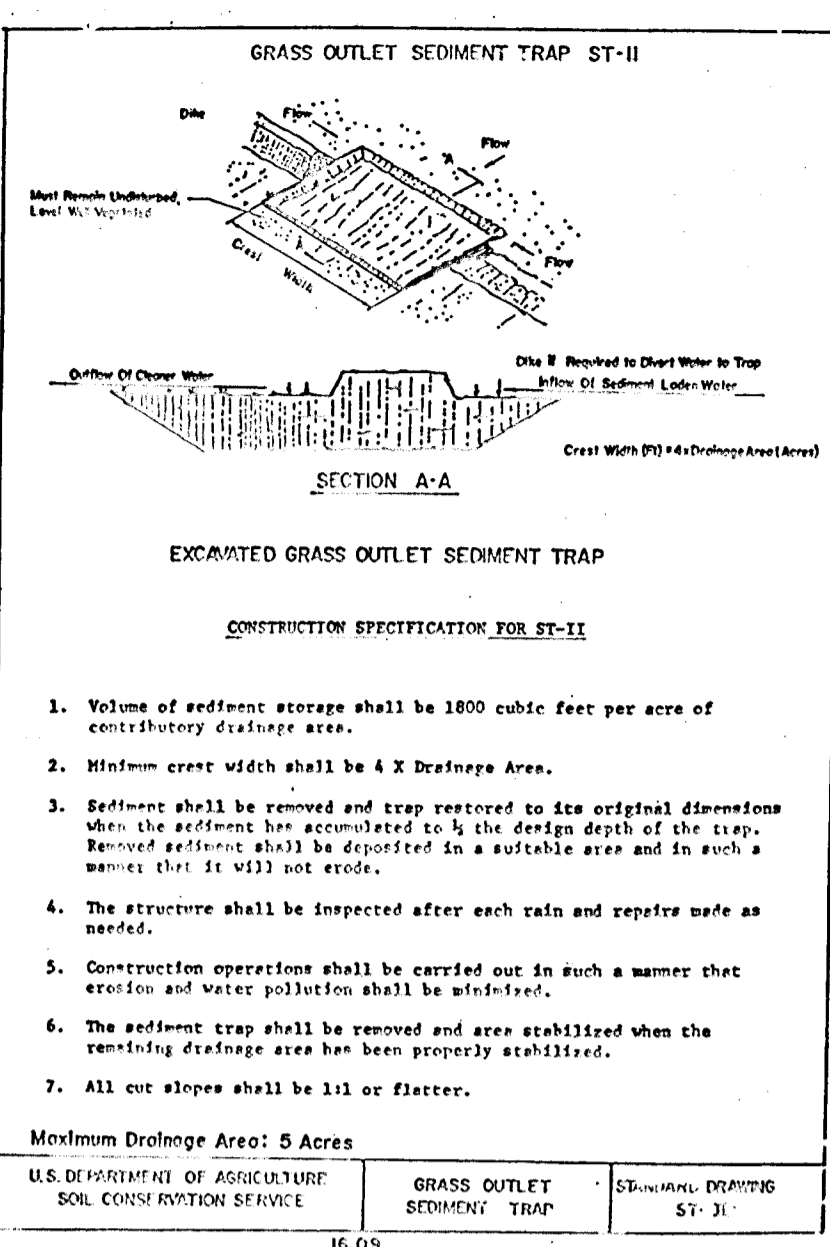 GRASS OUTLET SEDIMENT TRAP ST-II
Dike
Flow
Flow
A
Must Remain Undisturbed,
Level Well Vegetated
Crest Width
Flow
Dike If Required to Divert Water to Trap
Outflow Of Cleaner Water
Inflow Of Sediment Laden Water
Crest Width (Ft) = 4 x Drainage Area (Acres)
SECTION A-A
EXCAVATED GRASS OUTLET SEDIMENT TRAP
CONSTRUCTION SPECIFICATION FOR ST-II
1. Volume of sediment storage shall be 1800 cubic feet per acre of
contributory drainage area.
2. Minimum crest width shall be 4 X Drainage Area.
3. Sediment shall be removed and trap restored to its original dimensions
when the sediment has accumulated to ½ the design depth of the trap.
Removed sediment shall be deposited in a suitable area and in such a
manner that it will not erode.
4. The structure shall be inspected after each rain and repairs made as
needed.
5. Construction operations shall be carried out in such a manner that
erosion and water pollution shall be minimized.
6. The sediment trap shall be removed and area stabilized when the
remaining drainage area has been properly stabilized.
7. All cut slopes shall be 1:1 or flatter.
Maximum Drainage Area: 5 Acres
U.S. DEPARTMENT OF AGRICULTURE
SOIL CONSERVATION SERVICE
GRASS OUTLET
SEDIMENT TRAP
STANDARD DRAWING
ST-II
16.09